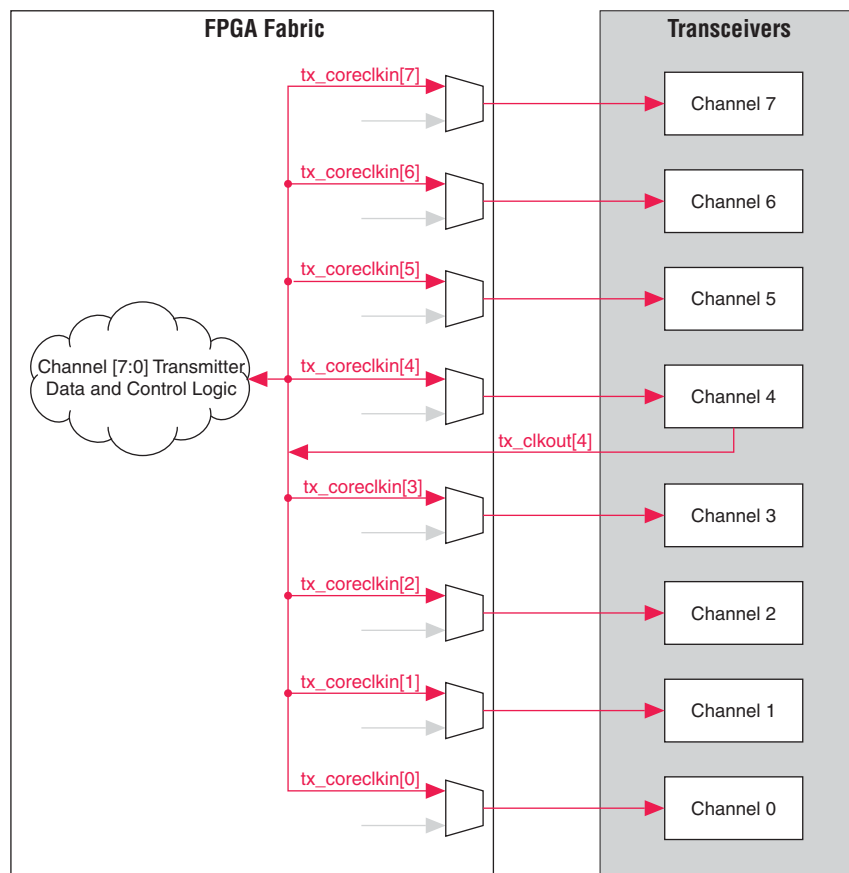 FPGA Fabric
Transceivers
tx_coreclkin[7]
Channel 7
tx_coreclkin[6]
Channel 6
tx_coreclkin[5]
Channel 5
Channel [7:0] Transmitter
Data and Control Logic
tx_coreclkin[4]
Channel 4
tx_clkout[4]
tx_coreclkin[3]
Channel 3
tx_coreclkin[2]
Channel 2
tx_coreclkin[1]
Channel 1
tx_coreclkin[0]
Channel 0